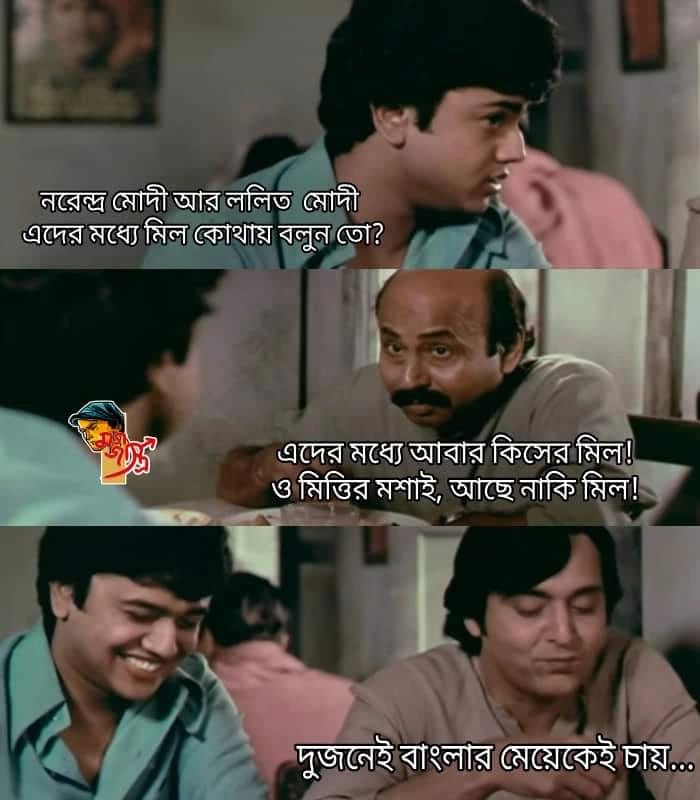 নরেন্দ্র মোদী আর ললিত মোদী
এদের মধ্যে মিল কোথায় বলুন তো?
এদের মধ্যে আবার কিসের মিল!
ও মিত্তির মশাই, আছে নাকি মিল!
দুজনেই বাংলার মেয়েকেই চায়...